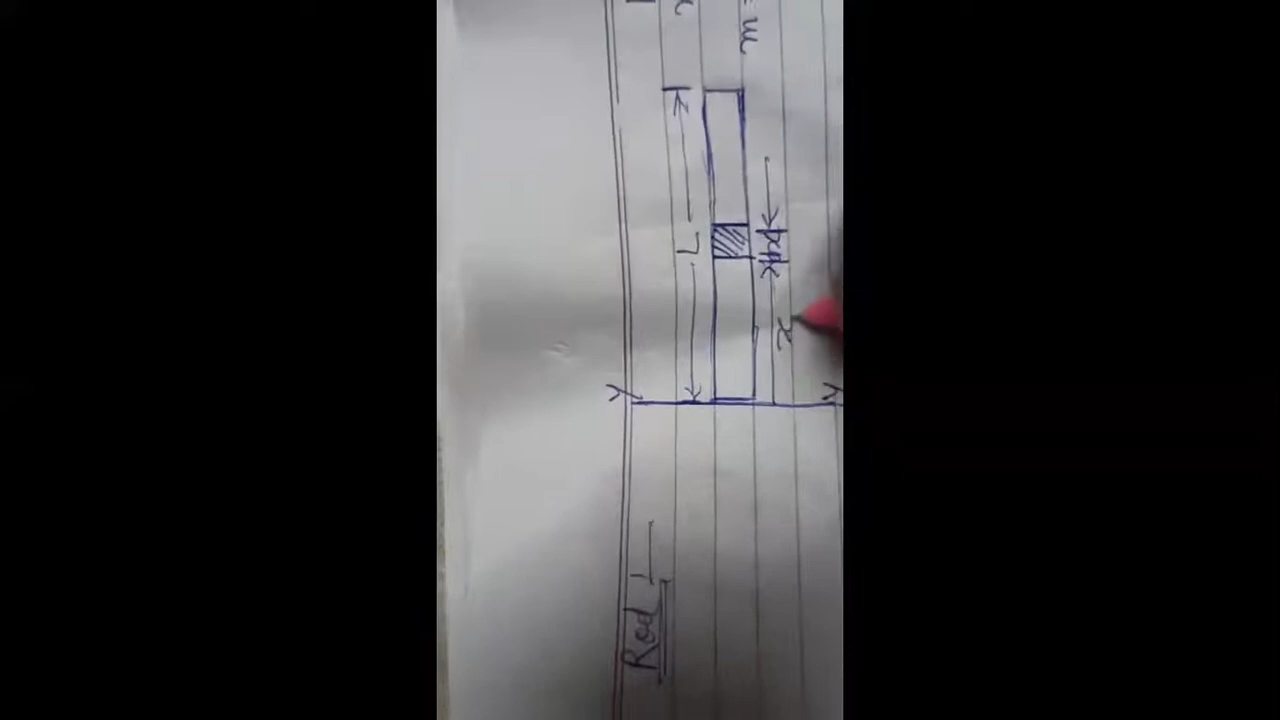 Rod :-
Y
L
x
dx
Y
= m